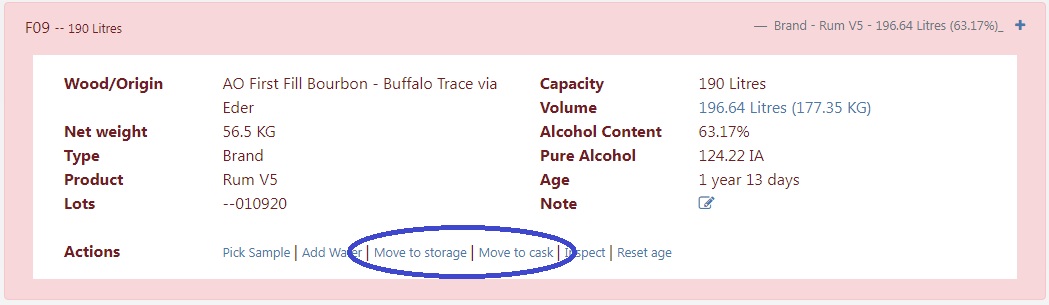 F09 -- 190 Litres
— Brand - Rum V5 - 196.64 Litres (63.17%)_ +
Wood/Origin AO First Fill Bourbon - Buffalo Trace via Eder
Capacity 190 Litres
Volume 196.64 Litres (177.35 KG)
Net weight 56.5 KG
Alcohol Content 63.17%
Type Brand
Pure Alcohol 124.22 lA
Product Rum V5
Age 1 year 13 days
Lots --010920
Note
Actions Pick Sample | Add Water | Move to storage | Move to cask | Inspect | Reset age